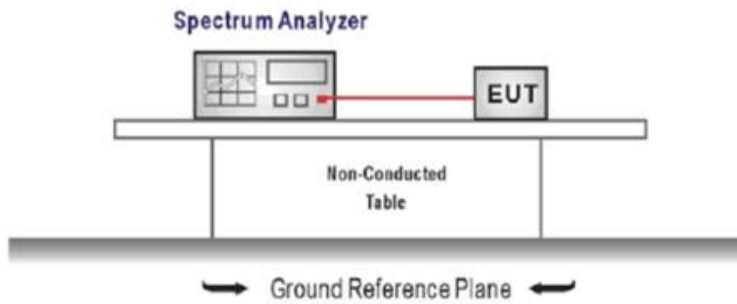 Spectrum Analyzer
EUT
Non-Conducted
Table
Ground Reference Plane